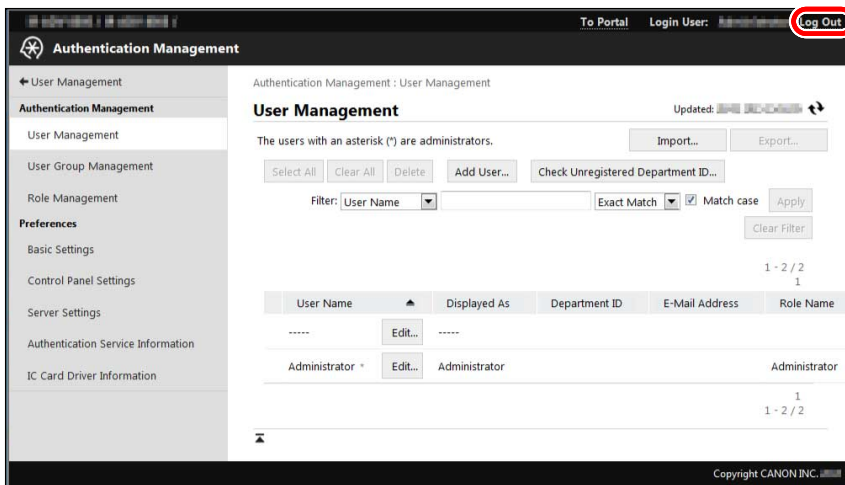 To Portal Login User: Log Out
Authentication Management
User Management
Authentication Management
User Management
User Group Management
Role Management
Preferences
Basic Settings
Control Panel Settings
Server Settings
Authentication Service Information
IC Card Driver Information
Authentication Management : User Management
User Management
Updated:
The users with an asterisk (*) are administrators.
Import... Export...
Select All Clear All Delete Add User... Check Unregistered Department ID...
Filter: User Name Exact Match Match case Apply
Clear Filter
1 - 2 / 2
1
User Name Displayed As Department ID E-Mail Address Role Name
----- Edit... -----
Administrator * Edit... Administrator Administrator
1
1 - 2 / 2
Copyright CANON INC.